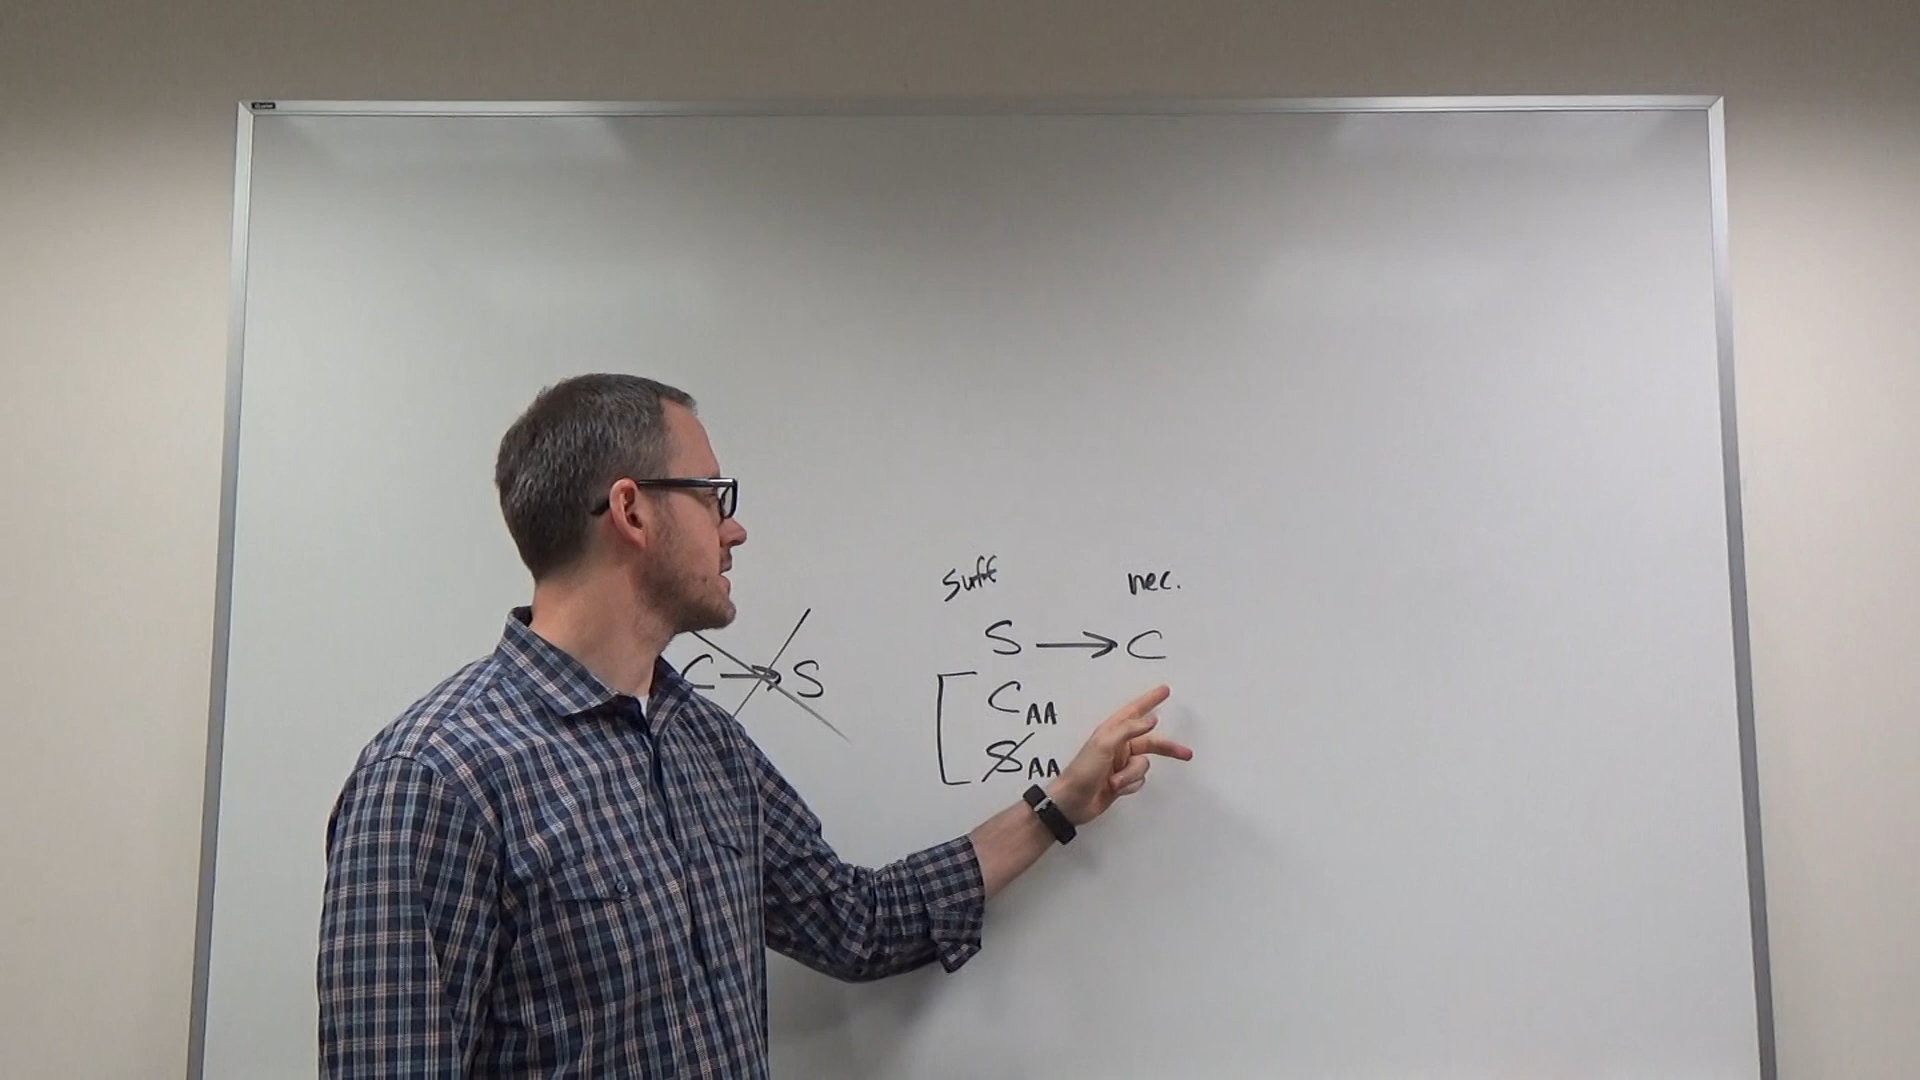 suff nec.
S → C
C → S
C AA
S AA